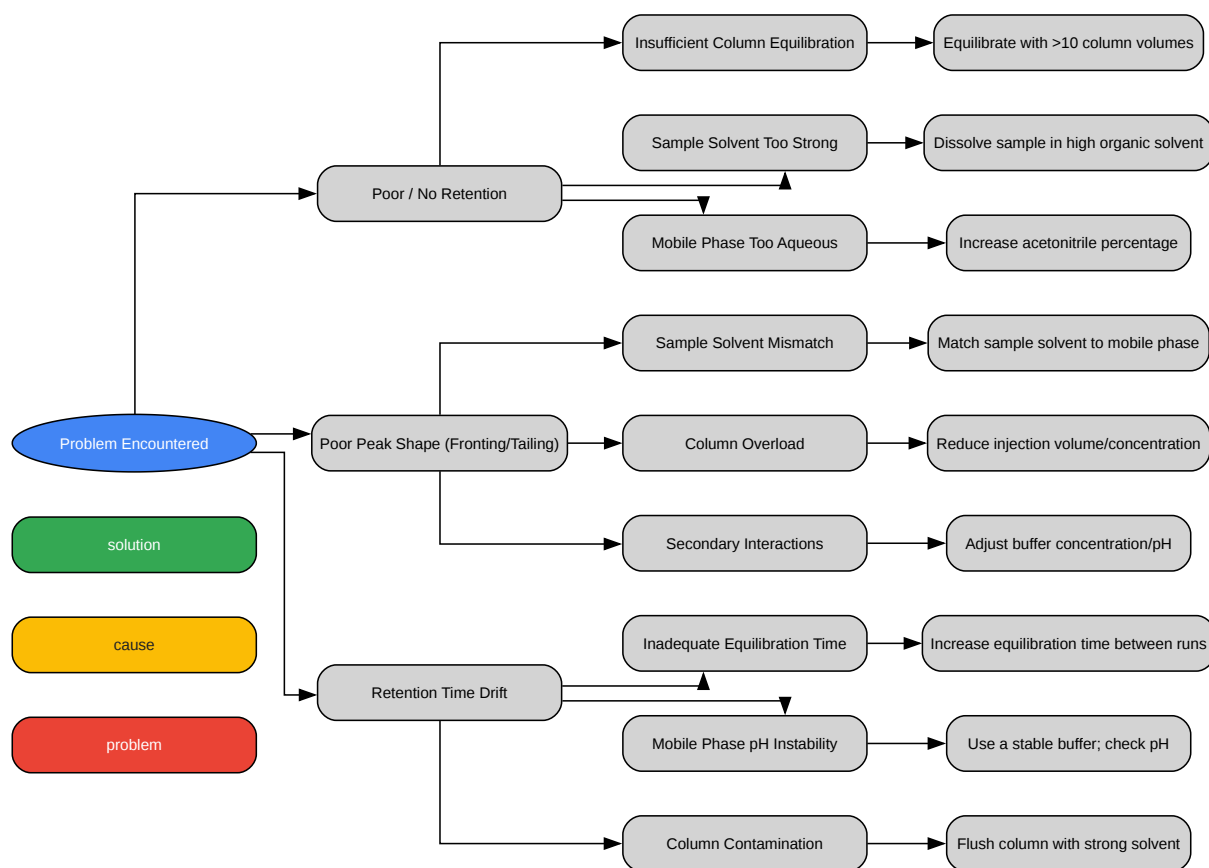 Insufficient Column Equilibration
Equilibrate with >10 column volumes
Sample Solvent Too Strong
Dissolve sample in high organic solvent
Poor / No Retention
Mobile Phase Too Aqueous
Increase acetonitrile percentage
Sample Solvent Mismatch
Match sample solvent to mobile phase
Problem Encountered
Poor Peak Shape (Fronting/Tailing)
Column Overload
Reduce injection volume/concentration
solution
Secondary Interactions
Adjust buffer concentration/pH
cause
Inadequate Equilibration Time
Increase equilibration time between runs
Retention Time Drift
problem
Mobile Phase pH Instability
Use a stable buffer; check pH
Column Contamination
Flush column with strong solvent